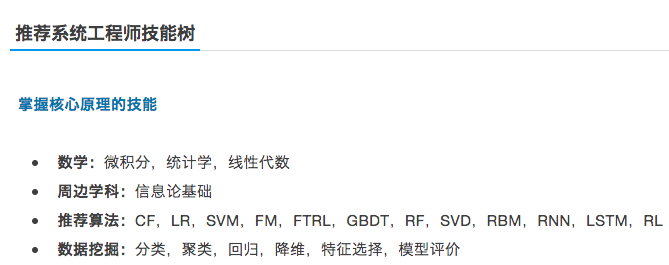 推荐系统工程师技能树
掌握核心原理的技能
数学：微积分，统计学，线性代数
周边学科：信息论基础
推荐算法：CF，LR，SVM，FM，FTRL，GBDT，RF，SVD，RBM，RNN，LSTM，RL
数据挖掘：分类，聚类，回归，降维，特征选择，模型评价